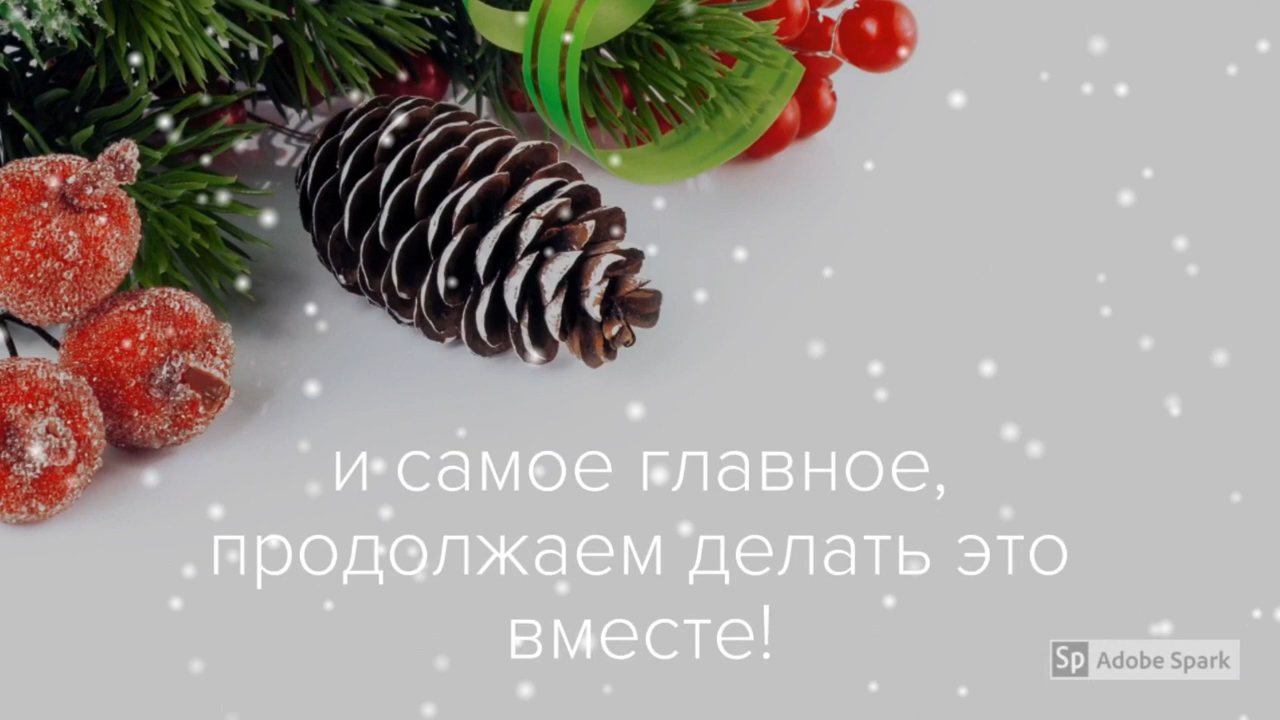 и самое главное,
продолжаем делать это
вместе!
Sp Adobe Spark